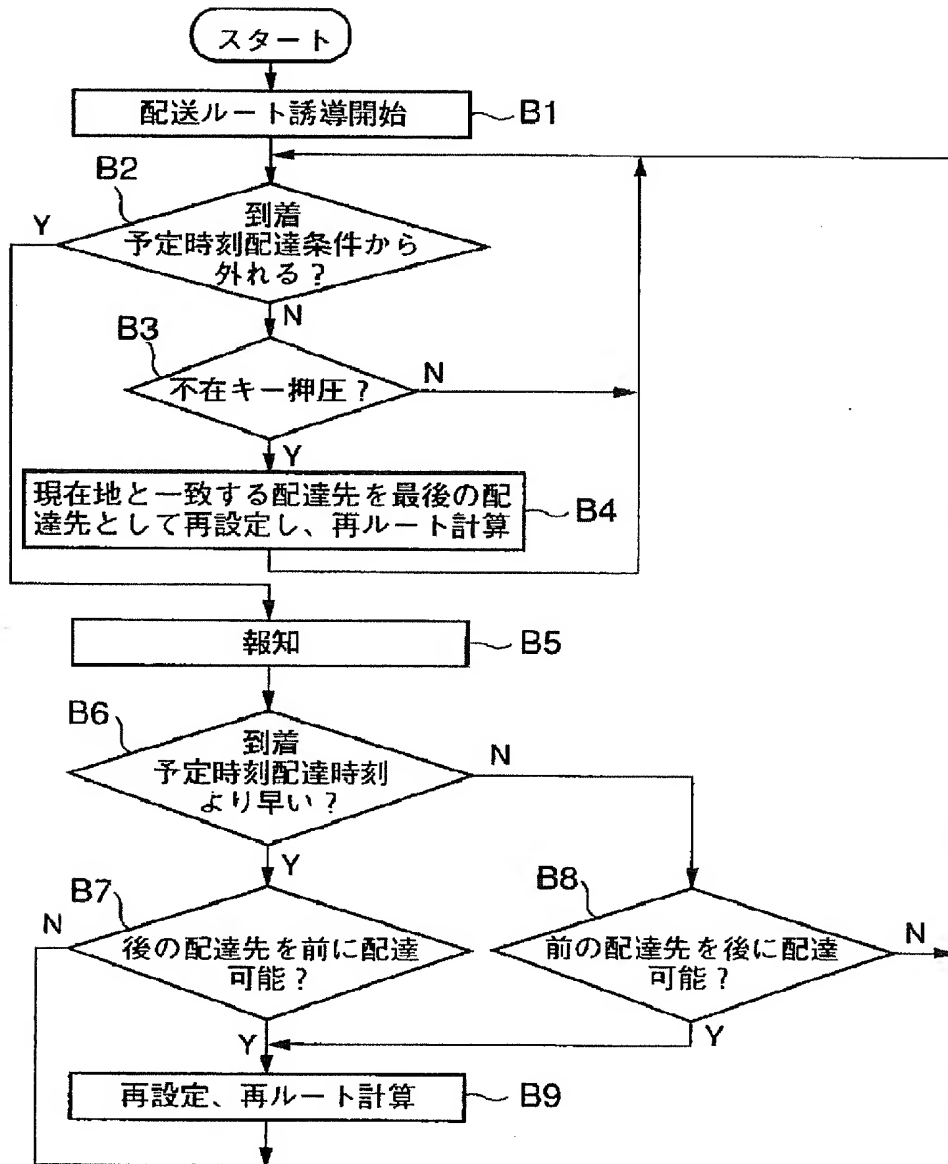 スタート
配送ルート誘導開始
B1
B2
Y
到着
予定時刻配達条件から
外れる?
N
B3
不在キー押圧?
N
Y
現在地と一致する配達先を最後の配
達先として再設定し、再ルート計算
B4
報知
B5
B6
到着
予定時刻配達時刻
より早い?
N
Y
B7
N
後の配達先を前に配達
可能?
B8
前の配達先を後に配達
可能?
N
Y
Y
再設定、再ルート計算
B9